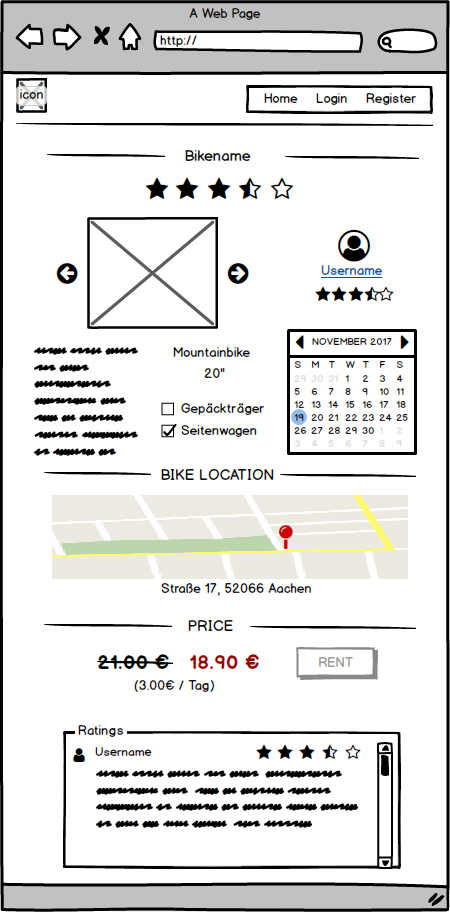 A Web Page
http://
icon
Home Login Register
Bikename
Username
Mountainbike
20"
Gepäckträger
Seitenwagen
NOVEMBER 2017
S M T W T F S
29 30 31 1 2 3 4
5 6 7 8 9 10 11
12 13 14 15 16 17 18
19 20 21 22 23 24 25
26 27 28 29 30 1 2
3 4 5 6 7 8 9
BIKE LOCATION
Straße 17, 52066 Aachen
PRICE
21.00 € 18.90 € RENT
(3.00€ / Tag)
Ratings
Username